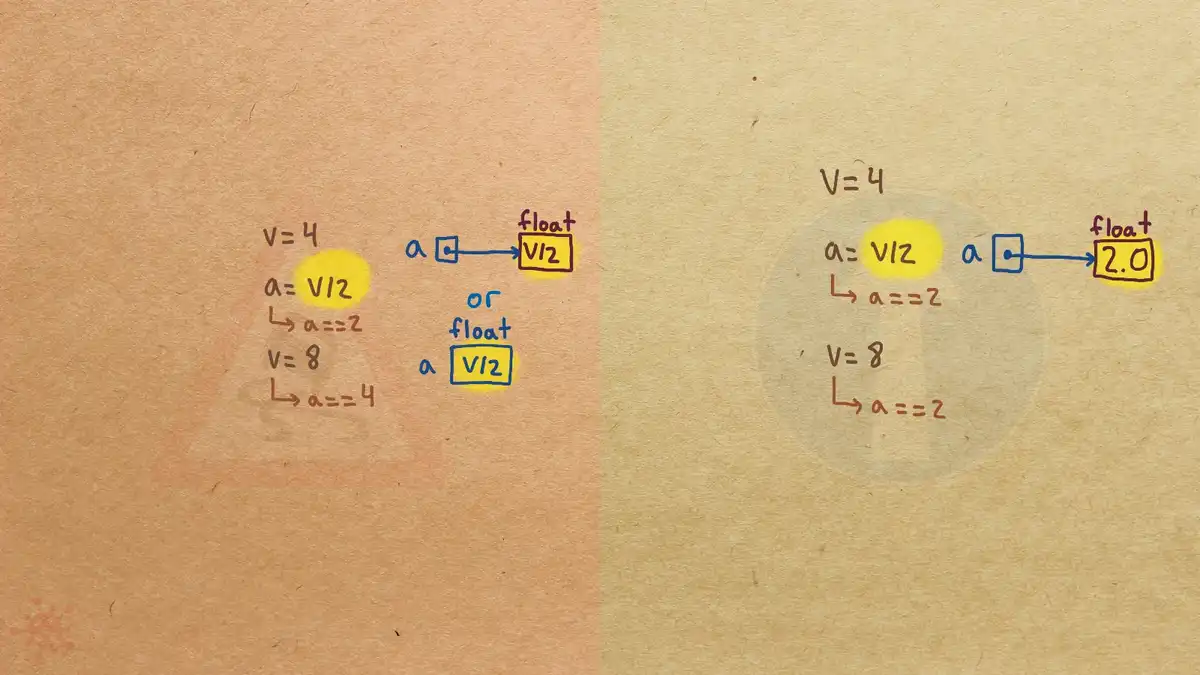 v=4
a= v/2
↳ a==2
v=8
↳ a==4
float
a v/2
or
float
a v/2
V=4
a= v/2
↳ a==2
v=8
↳ a==2
float
a 2.0